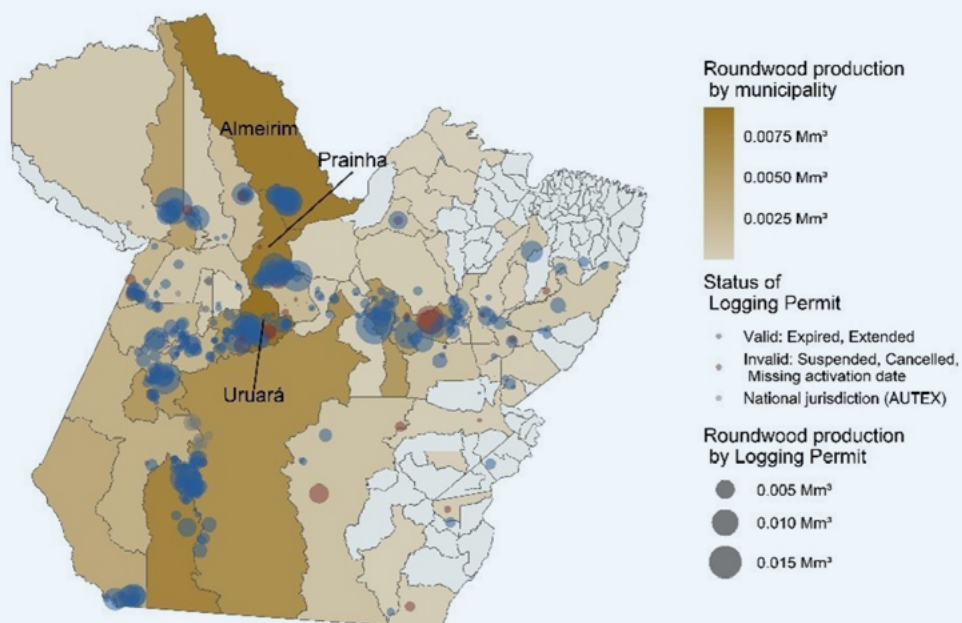 Almeirim
Prainha
Uruará
Roundwood production
by municipality
0.0075 Mm³
0.0050 Mm³
0.0025 Mm³
Status of
Logging Permit
Valid: Expired, Extended
Invalid: Suspended, Cancelled,
Missing activation date
National jurisdiction (AUTEX)
Roundwood production
by Logging Permit
0.005 Mm³
0.010 Mm³
0.015 Mm³